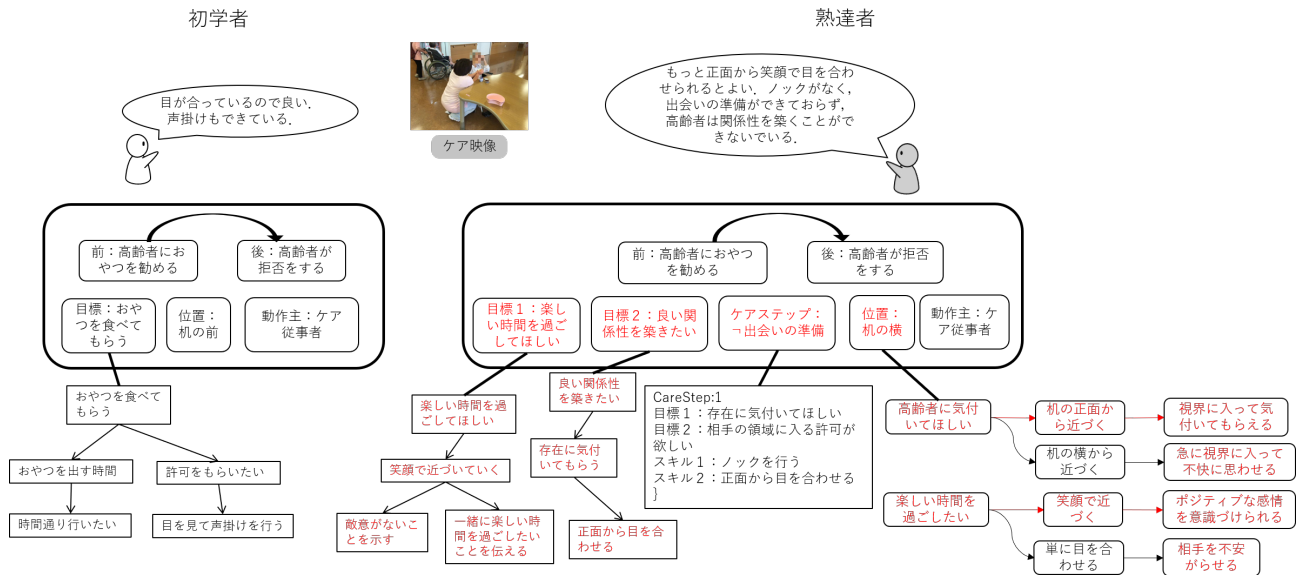 初学者
熟達者
目が合っているので良い．
声掛けもできている．
ケア映像
もっと正面から笑顔で目を合わ
せられるとよい．ノックがなく，
出会いの準備ができておらず，
高齢者は関係性を築くことがで
きないでいる．
前：高齢者にお
やつを勧める
後：高齢者が
拒否をする
目標：おや
つを食べて
もらう
位置：
机の前
動作主：ケア
従事者
おやつを食べて
もらう
おやつを出す時間
許可をもらいたい
時間通り行いたい
目を見て声掛けを行う
前：高齢者におやつ
を勧める
後：高齢者が拒否
をする
目標１：楽し
い時間を過ご
してほしい
目標２：良い関
係性を築きたい
ケアステップ：
¬出会いの準備
位置：
机の横
動作主：ケ
ア従事者
楽しい時間を過
ごしてほしい
笑顔で近づいていく
敵意がないこ
とを示す
一緒に楽しい時
間を過ごしたい
ことを伝える
良い関係性
を築きたい
存在に気付
いてもらう
正面から目を合
わせる
CareStep:1
目標１：存在に気付いてほしい
目標２：相手の領域に入る許可が
欲しい
スキル１：ノックを行う
スキル２：正面から目を合わせる
}
高齢者に気付
いてほしい
机の正面か
ら近づく
視界に入って気
付いてもらえる
机の横から
近づく
急に視界に入って
不快に思わせる
楽しい時間を
過ごしたい
笑顔で近
づく
ポジティブな感情
を意識づけられる
単に目を合
わせる
相手を不安
がらせる